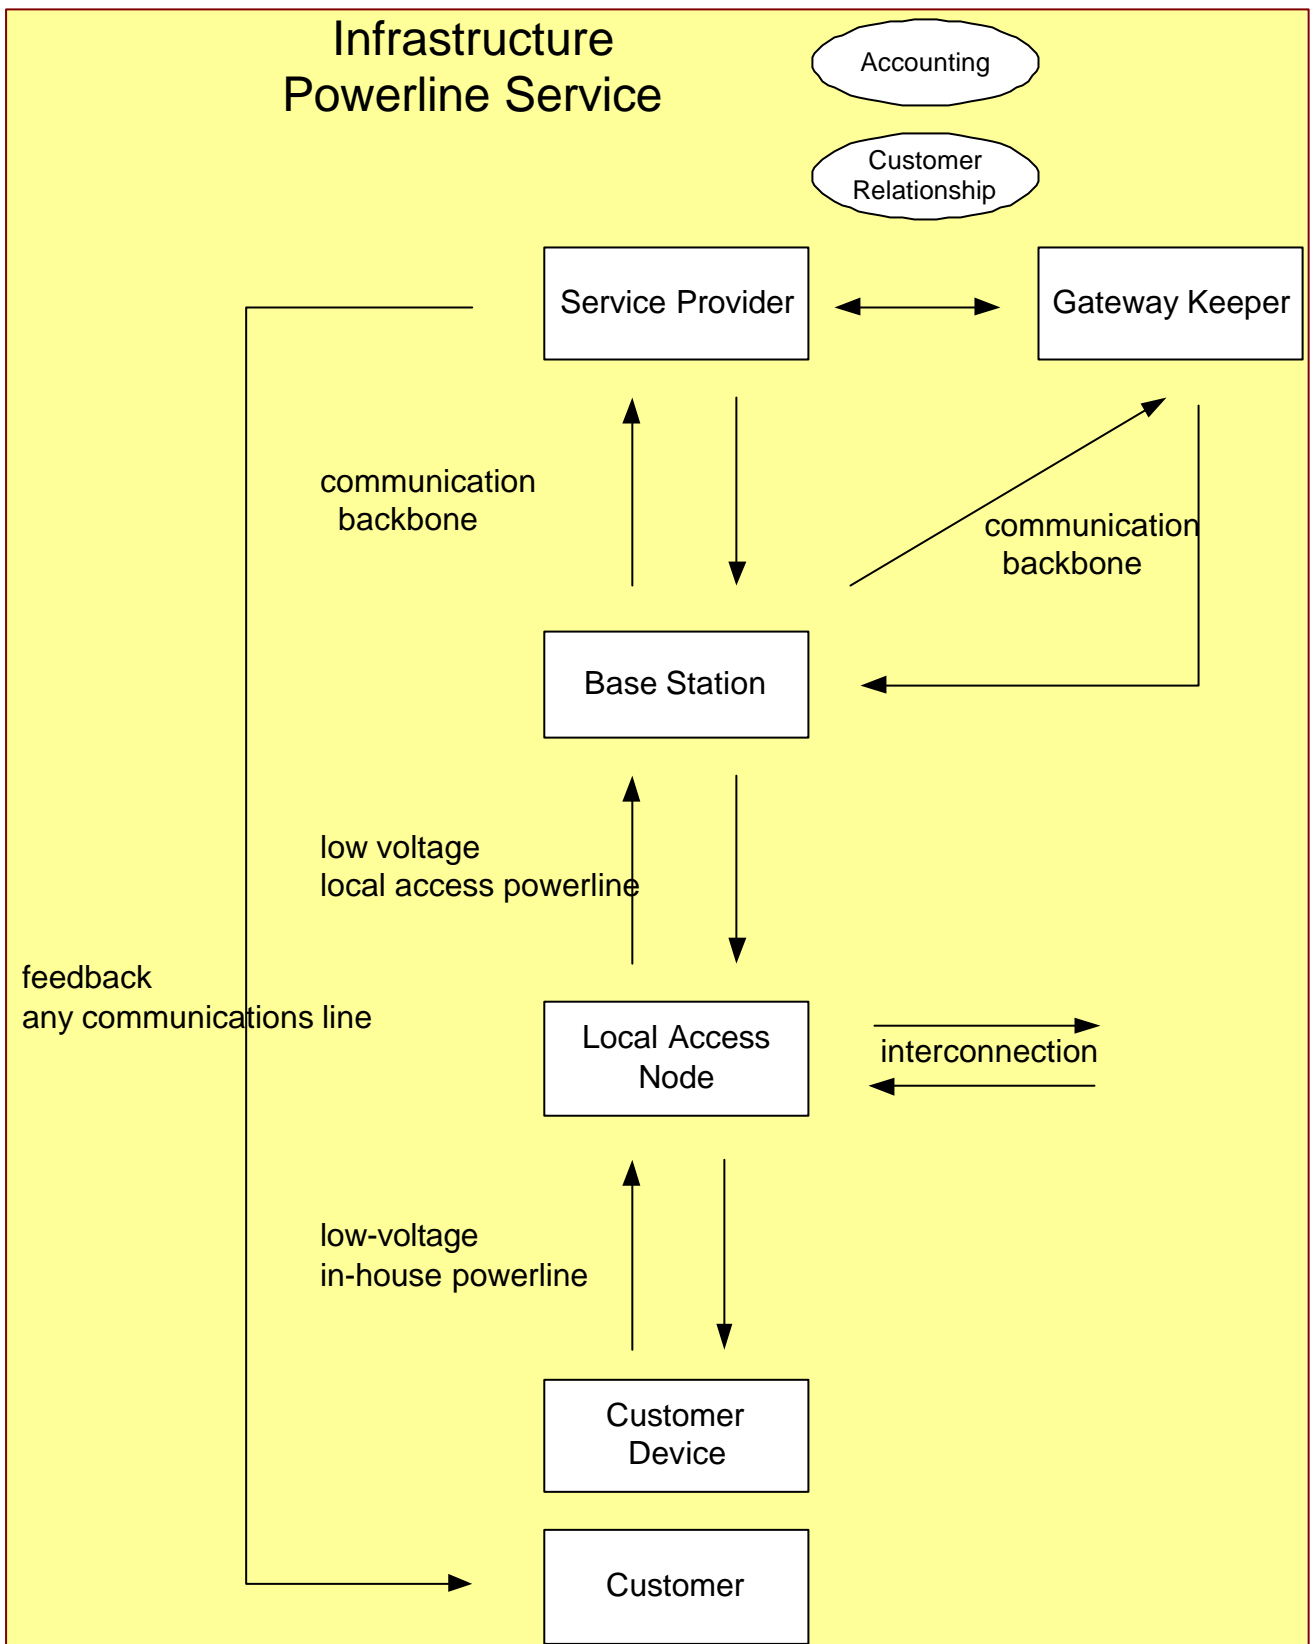 Infrastructure
Powerline Service
Accounting
Customer
Relationship
Service Provider
Gateway Keeper
communication
backbone
communication
backbone
Base Station
low voltage
local access powerline
feedback
any communications line
Local Access
Node
interconnection
low-voltage
in-house powerline
Customer
Device
Customer